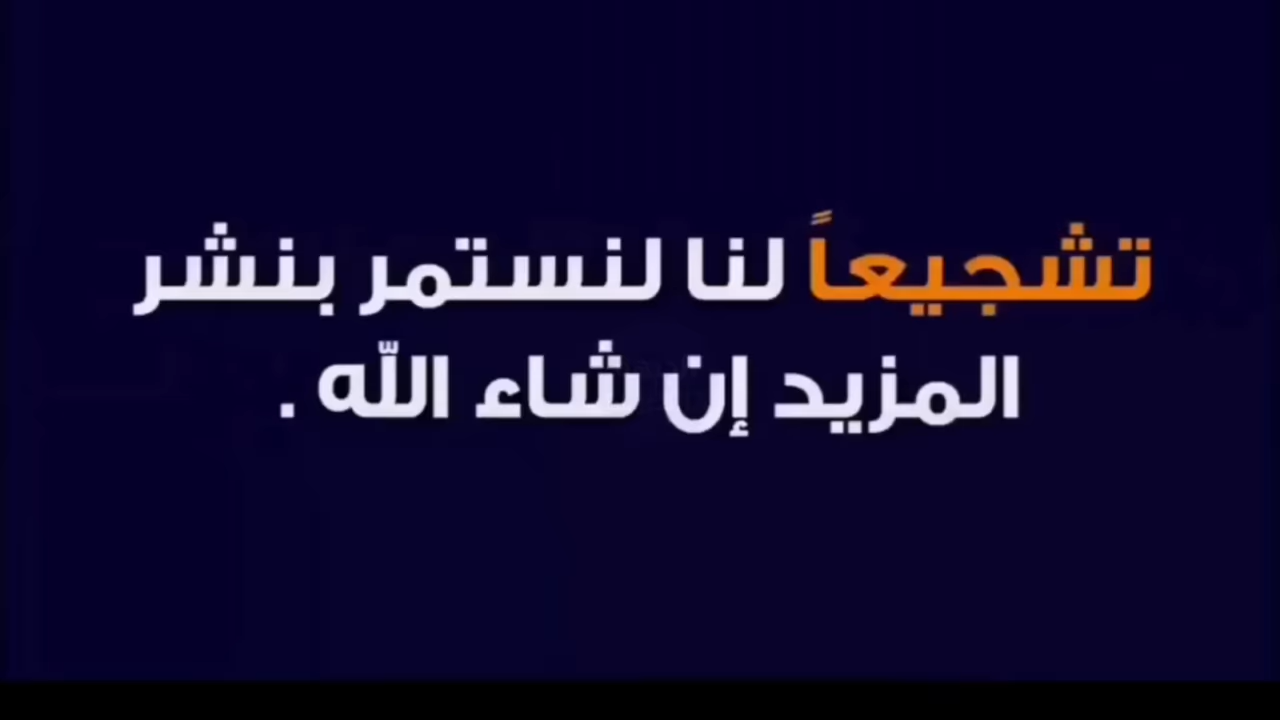 تشجيعاً لنا لنستمر بنشر
المزيد إن شاء الله .